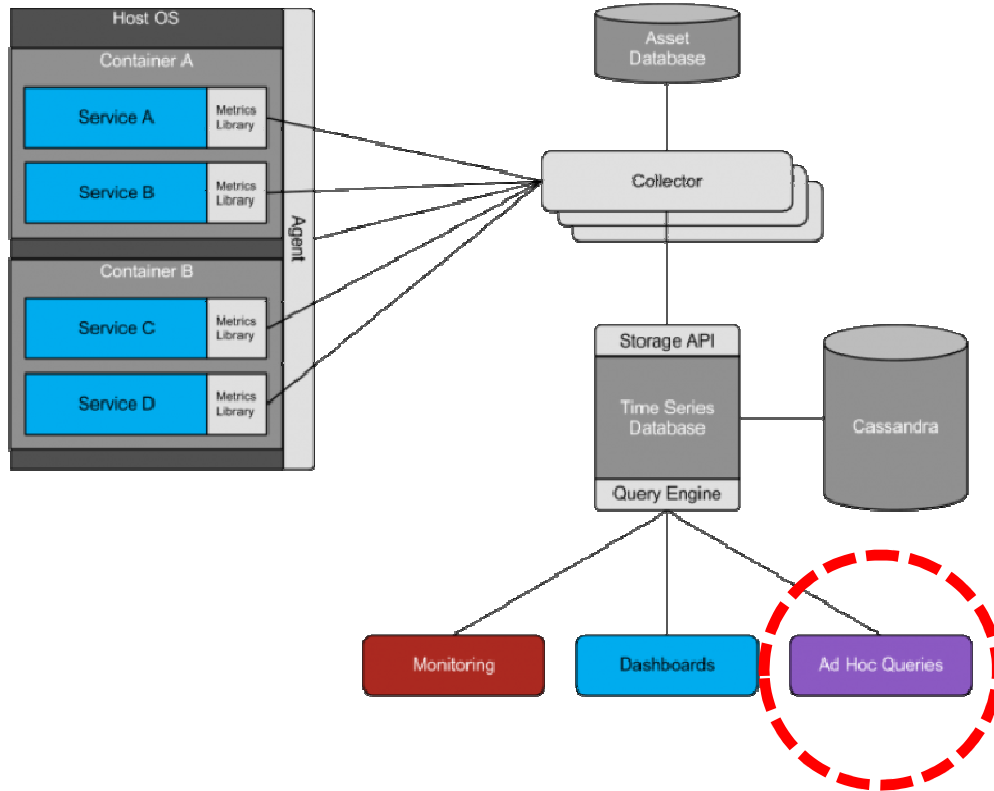 Host OS
Container A
Service A
Metrics
Library
Service B
Metrics
Library
Agent
Container B
Service C
Metrics
Library
Service D
Metrics
Library
Asset
Database
Collector
Storage API
Time Series
Database
Query Engine
Cassandra
Monitoring
Dashboards
Ad Hoc Queries